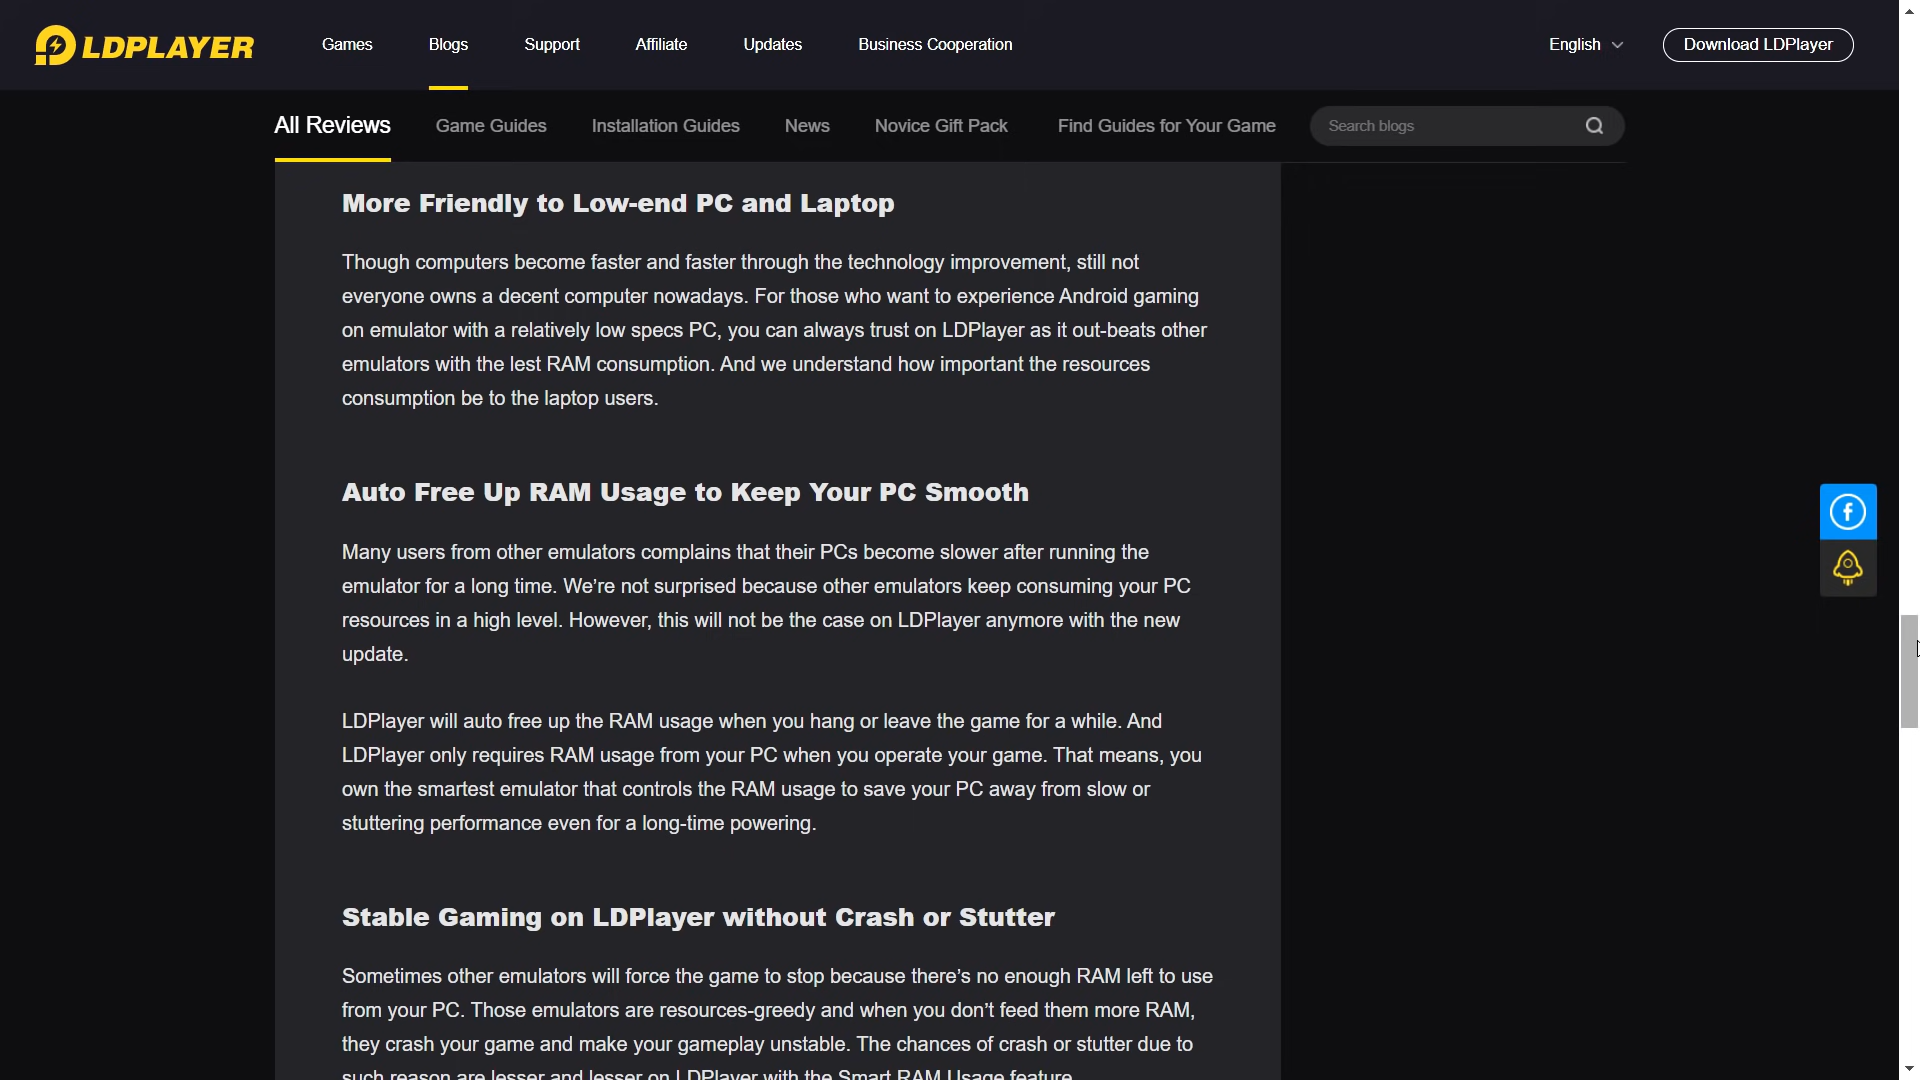 LDPLAYER Games Blogs Support Affiliate Updates Business Cooperation English Download LDPlayer
All Reviews Game Guides Installation Guides News Novice Gift Pack Find Guides for Your Game Search blogs
More Friendly to Low-end PC and Laptop
Though computers become faster and faster through the technology improvement, still not
everyone owns a decent computer nowadays. For those who want to experience Android gaming
on emulator with a relatively low specs PC, you can always trust on LDPlayer as it out-beats other
emulators with the lest RAM consumption. And we understand how important the resources
consumption be to the laptop users.
Auto Free Up RAM Usage to Keep Your PC Smooth
Many users from other emulators complains that their PCs become slower after running the
emulator for a long time. We’re not surprised because other emulators keep consuming your PC
resources in a high level. However, this will not be the case on LDPlayer anymore with the new
update.
LDPlayer will auto free up the RAM usage when you hang or leave the game for a while. And
LDPlayer only requires RAM usage from your PC when you operate your game. That means, you
own the smartest emulator that controls the RAM usage to save your PC away from slow or
stuttering performance even for a long-time powering.
Stable Gaming on LDPlayer without Crash or Stutter
Sometimes other emulators will force the game to stop because there’s no enough RAM left to use
from your PC. Those emulators are resources-greedy and when you don’t feed them more RAM,
they crash your game and make your gameplay unstable. The chances of crash or stutter due to
such reason are lesser and lesser on LDPlayer with the Smart RAM Usage feature.